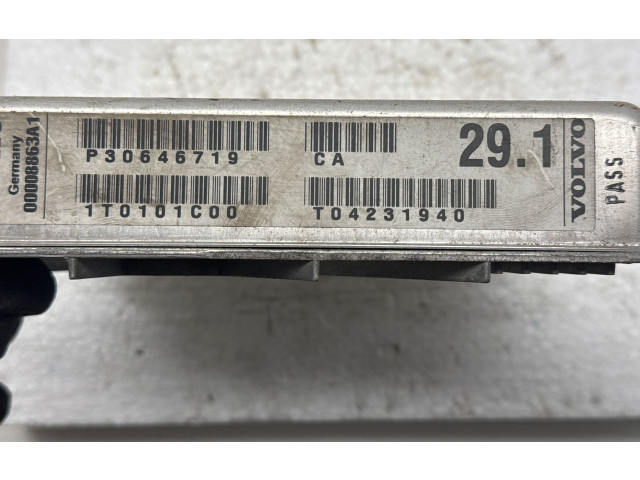 Germany
00008863A1
P30646719
CA
29.1
1T0101C00
T04231940
VOLVO
PASS